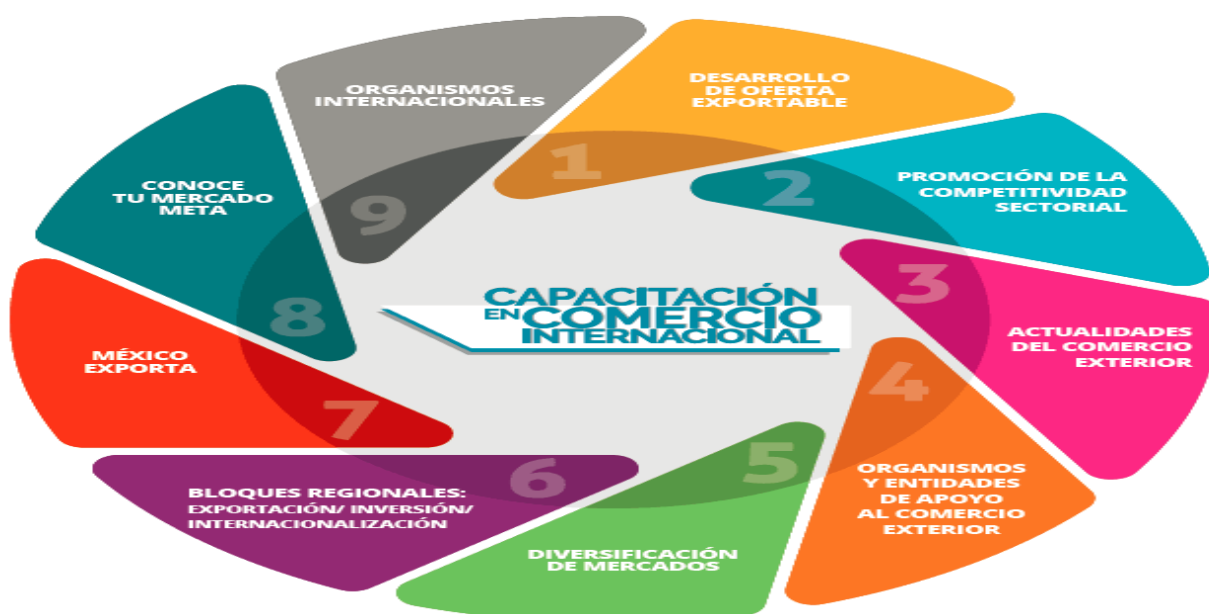 CAPACITACIÓN
EN COMERCIO
INTERNACIONAL
1
DESARROLLO
DE OFERTA
EXPORTABLE
2
PROMOCIÓN DE LA
COMPETITIVIDAD
SECTORIAL
3
ACTUALIDADES
DEL COMERCIO
EXTERIOR
4
ORGANISMOS
Y ENTIDADES
DE APOYO
AL COMERCIO
EXTERIOR
5
DIVERSIFICACIÓN
DE MERCADOS
6
BLOQUES REGIONALES:
EXPORTACIÓN/ INVERSIÓN/
INTERNACIONALIZACIÓN
7
MÉXICO
EXPORTA
8
CONOCE
TU MERCADO
META
9
ORGANISMOS
INTERNACIONALES